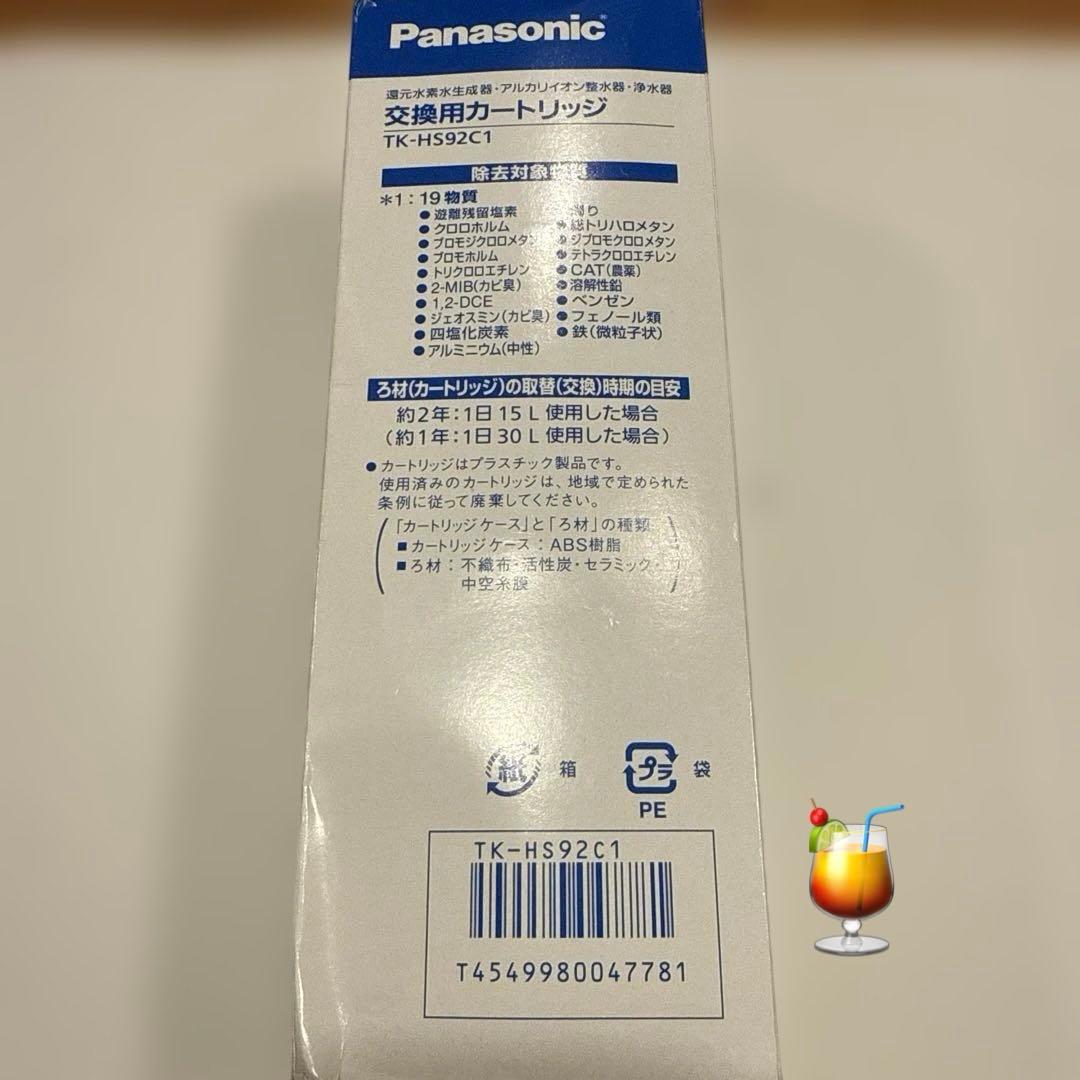 Panasonic
還元水素水生成器・アルカリイオン整水器・浄水器
交換用カートリッジ
TK-HS92C1
除去対象物質
*1:19物質
●遊離残留塩素 濁り
●クロロホルム ●総トリハロメタン
●ブロモジクロロメタン ●ジブロモクロロメタン
●ブロモホルム ●テトラクロロエチレン
●トリクロロエチレン ●CAT(農薬)
●2-MIB(カビ臭) ●溶解性鉛
●1,2-DCE ●ベンゼン
●ジェオスミン(カビ臭) ●フェノール類
●四塩化炭素 ●鉄(微粒子状)
●アルミニウム(中性)
ろ材(カートリッジ)の取替(交換)時期の目安
約2年:1日15L使用した場合
(約1年:1日30L使用した場合)
●カートリッジはプラスチック製品です。
使用済みのカートリッジは、地域で定められた
条例に従って廃棄してください。
「カートリッジケース」と「ろ材」の種類
■カートリッジケース:ABS樹脂
■ろ材:不織布・活性炭・セラミック・
中空糸膜
紙 箱 プラ 袋
PE
TK-HS92C1
T4549980047781